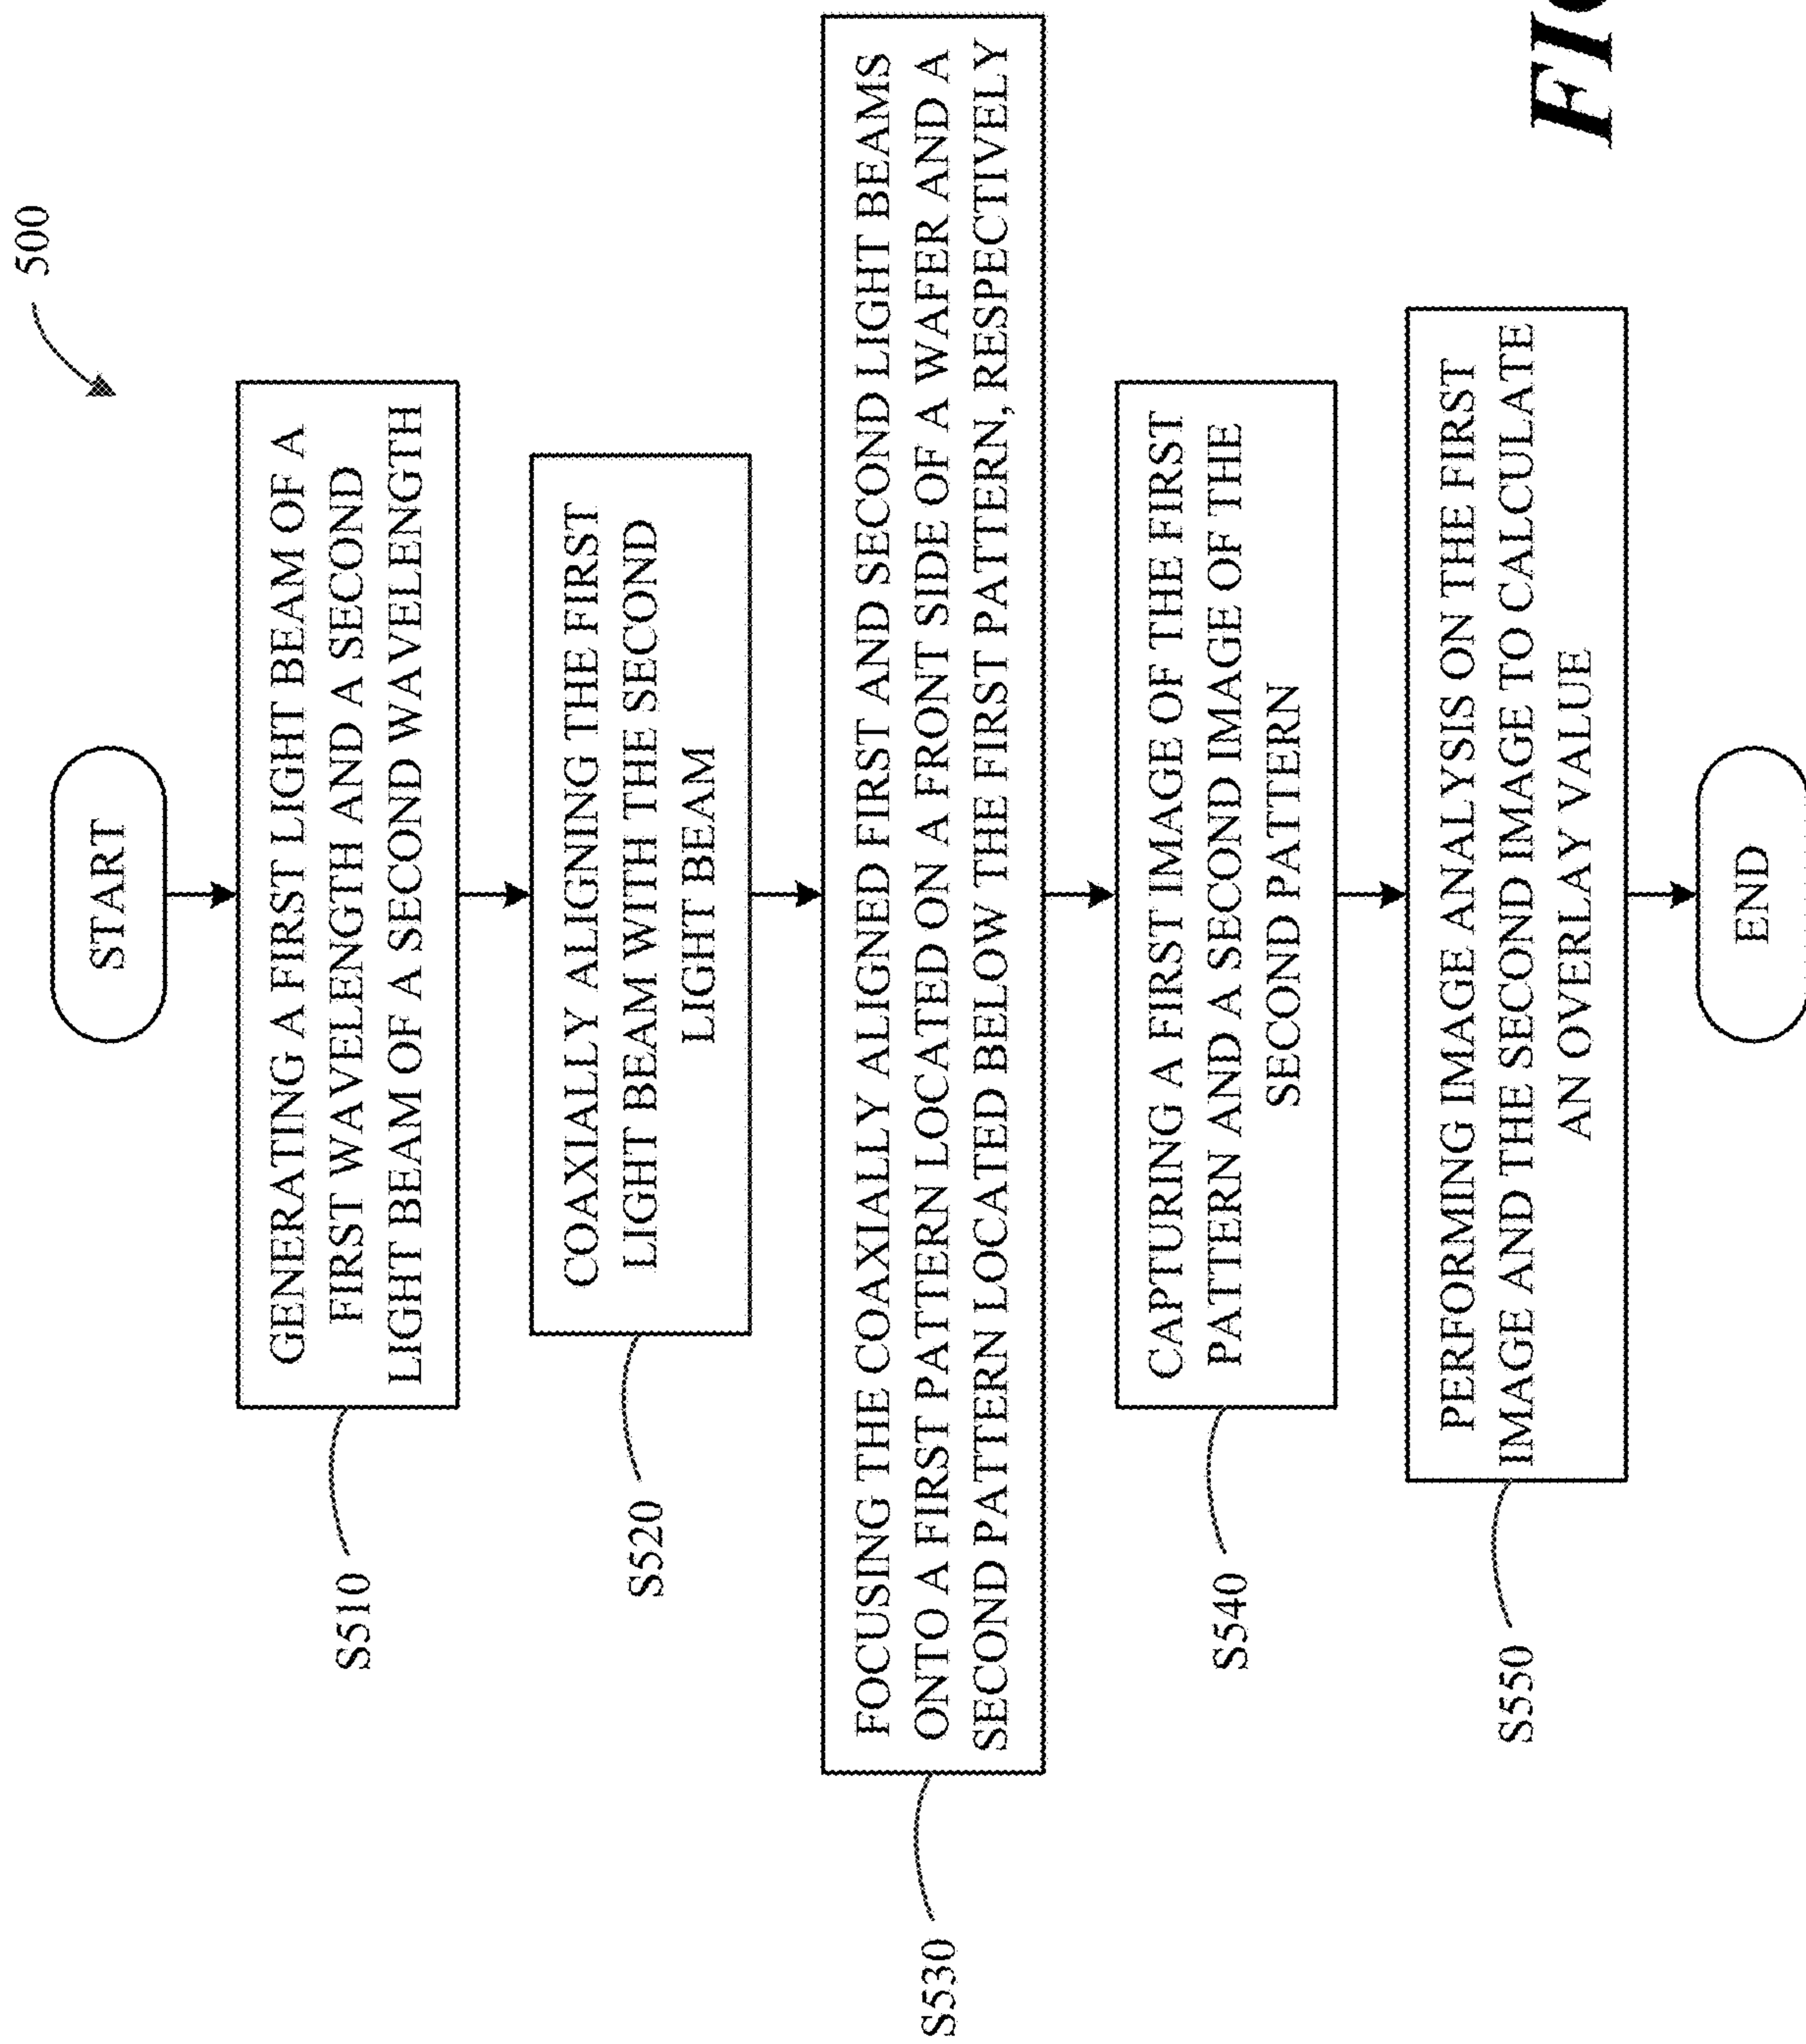 500
START
S510
GENERATING A FIRST LIGHT BEAM OF A
FIRST WAVELENGTH AND A SECOND
LIGHT BEAM OF A SECOND WAVELENGTH
S520
COAXIALLY ALIGNING THE FIRST
LIGHT BEAM WITH THE SECOND
LIGHT BEAM
S530
FOCUSING THE COAXIALLY ALIGNED FIRST AND SECOND LIGHT BEAMS
ONTO A FIRST PATTERN LOCATED ON A FRONT SIDE OF A WAFER AND A
SECOND PATTERN LOCATED BELOW THE FIRST PATTERN, RESPECTIVELY
S540
CAPTURING A FIRST IMAGE OF THE FIRST
PATTERN AND A SECOND IMAGE OF THE
SECOND PATTERN
S550
PERFORMING IMAGE ANALYSIS ON THE FIRST
IMAGE AND THE SECOND IMAGE TO CALCULATE
AN OVERLAY VALUE
END